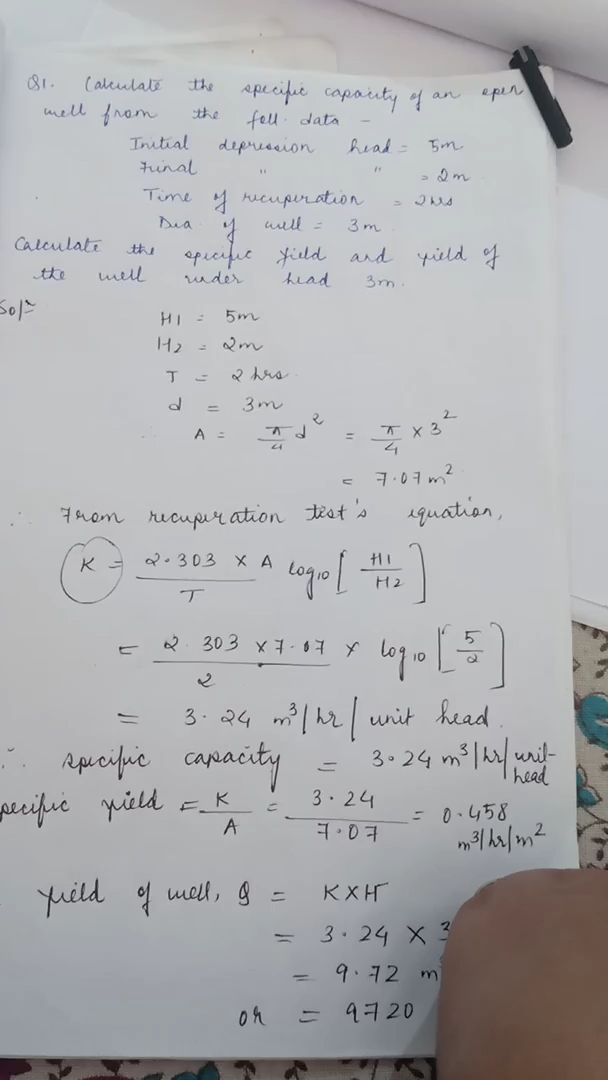 Q1. Calculate the specific capacity of an open
well from the foll. data –
Initial depression head = 5m
Final " " = 2m
Time of recuperation = 2hrs
Dia. of well = 3m.
Calculate the specific yield and yield of
the well under head 3m.
Sol:-
H1 = 5m
H2 = 2m
T = 2 hrs.
d = 3m
∴ A = π/4 d² = π/4 × 3²
= 7.07 m²
∴ From recuperation test's equation,
K = 2.303 × A / T log10 [H1/H2]
= 2.303 × 7.07 / 2 × log10 [5/2]
= 3.24 m³/hr/unit head.
∴ specific capacity = 3.24 m³/hr/unit-head
pecific yield = K/A = 3.24/7.07 = 0.458 m³/hr/m²
Yield of well, Q = K×H
= 3.24 × 3
= 9.72 m
or = 9720